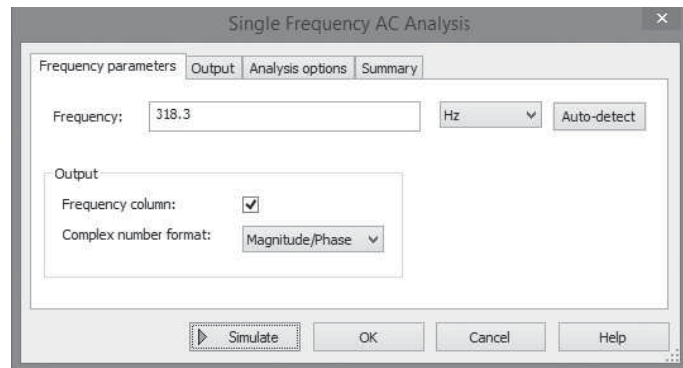 Single Frequency AC Analysis
Frequency parameters Output Analysis options Summary
Frequency: 318.3 Hz Auto-detect
Output
Frequency column:
Complex number format: Magnitude/Phase
Simulate OK Cancel Help